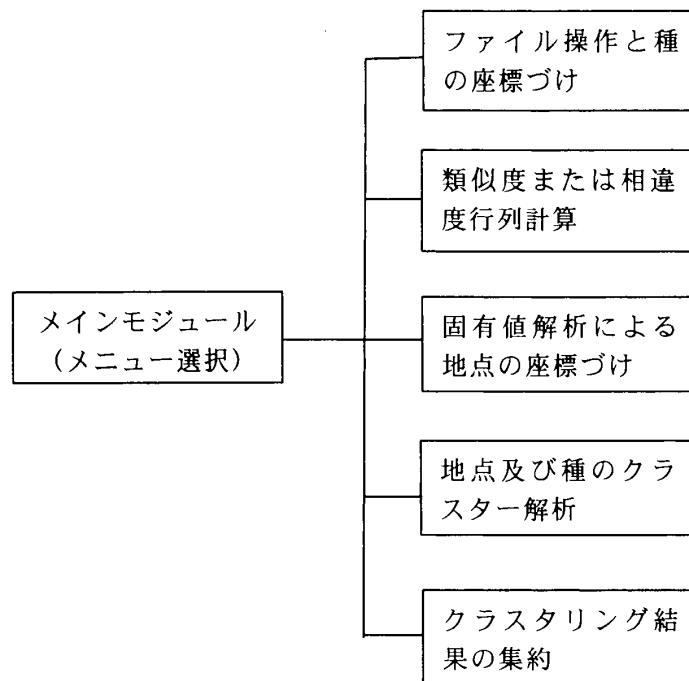 ファイル操作と種
の座標づけ
類似度または相違
度行列計算
メインモジュール
(メニュー選択)
固有値解析による
地点の座標づけ
地点及び種のクラ
スター解析
クラスタリング結
果の集約